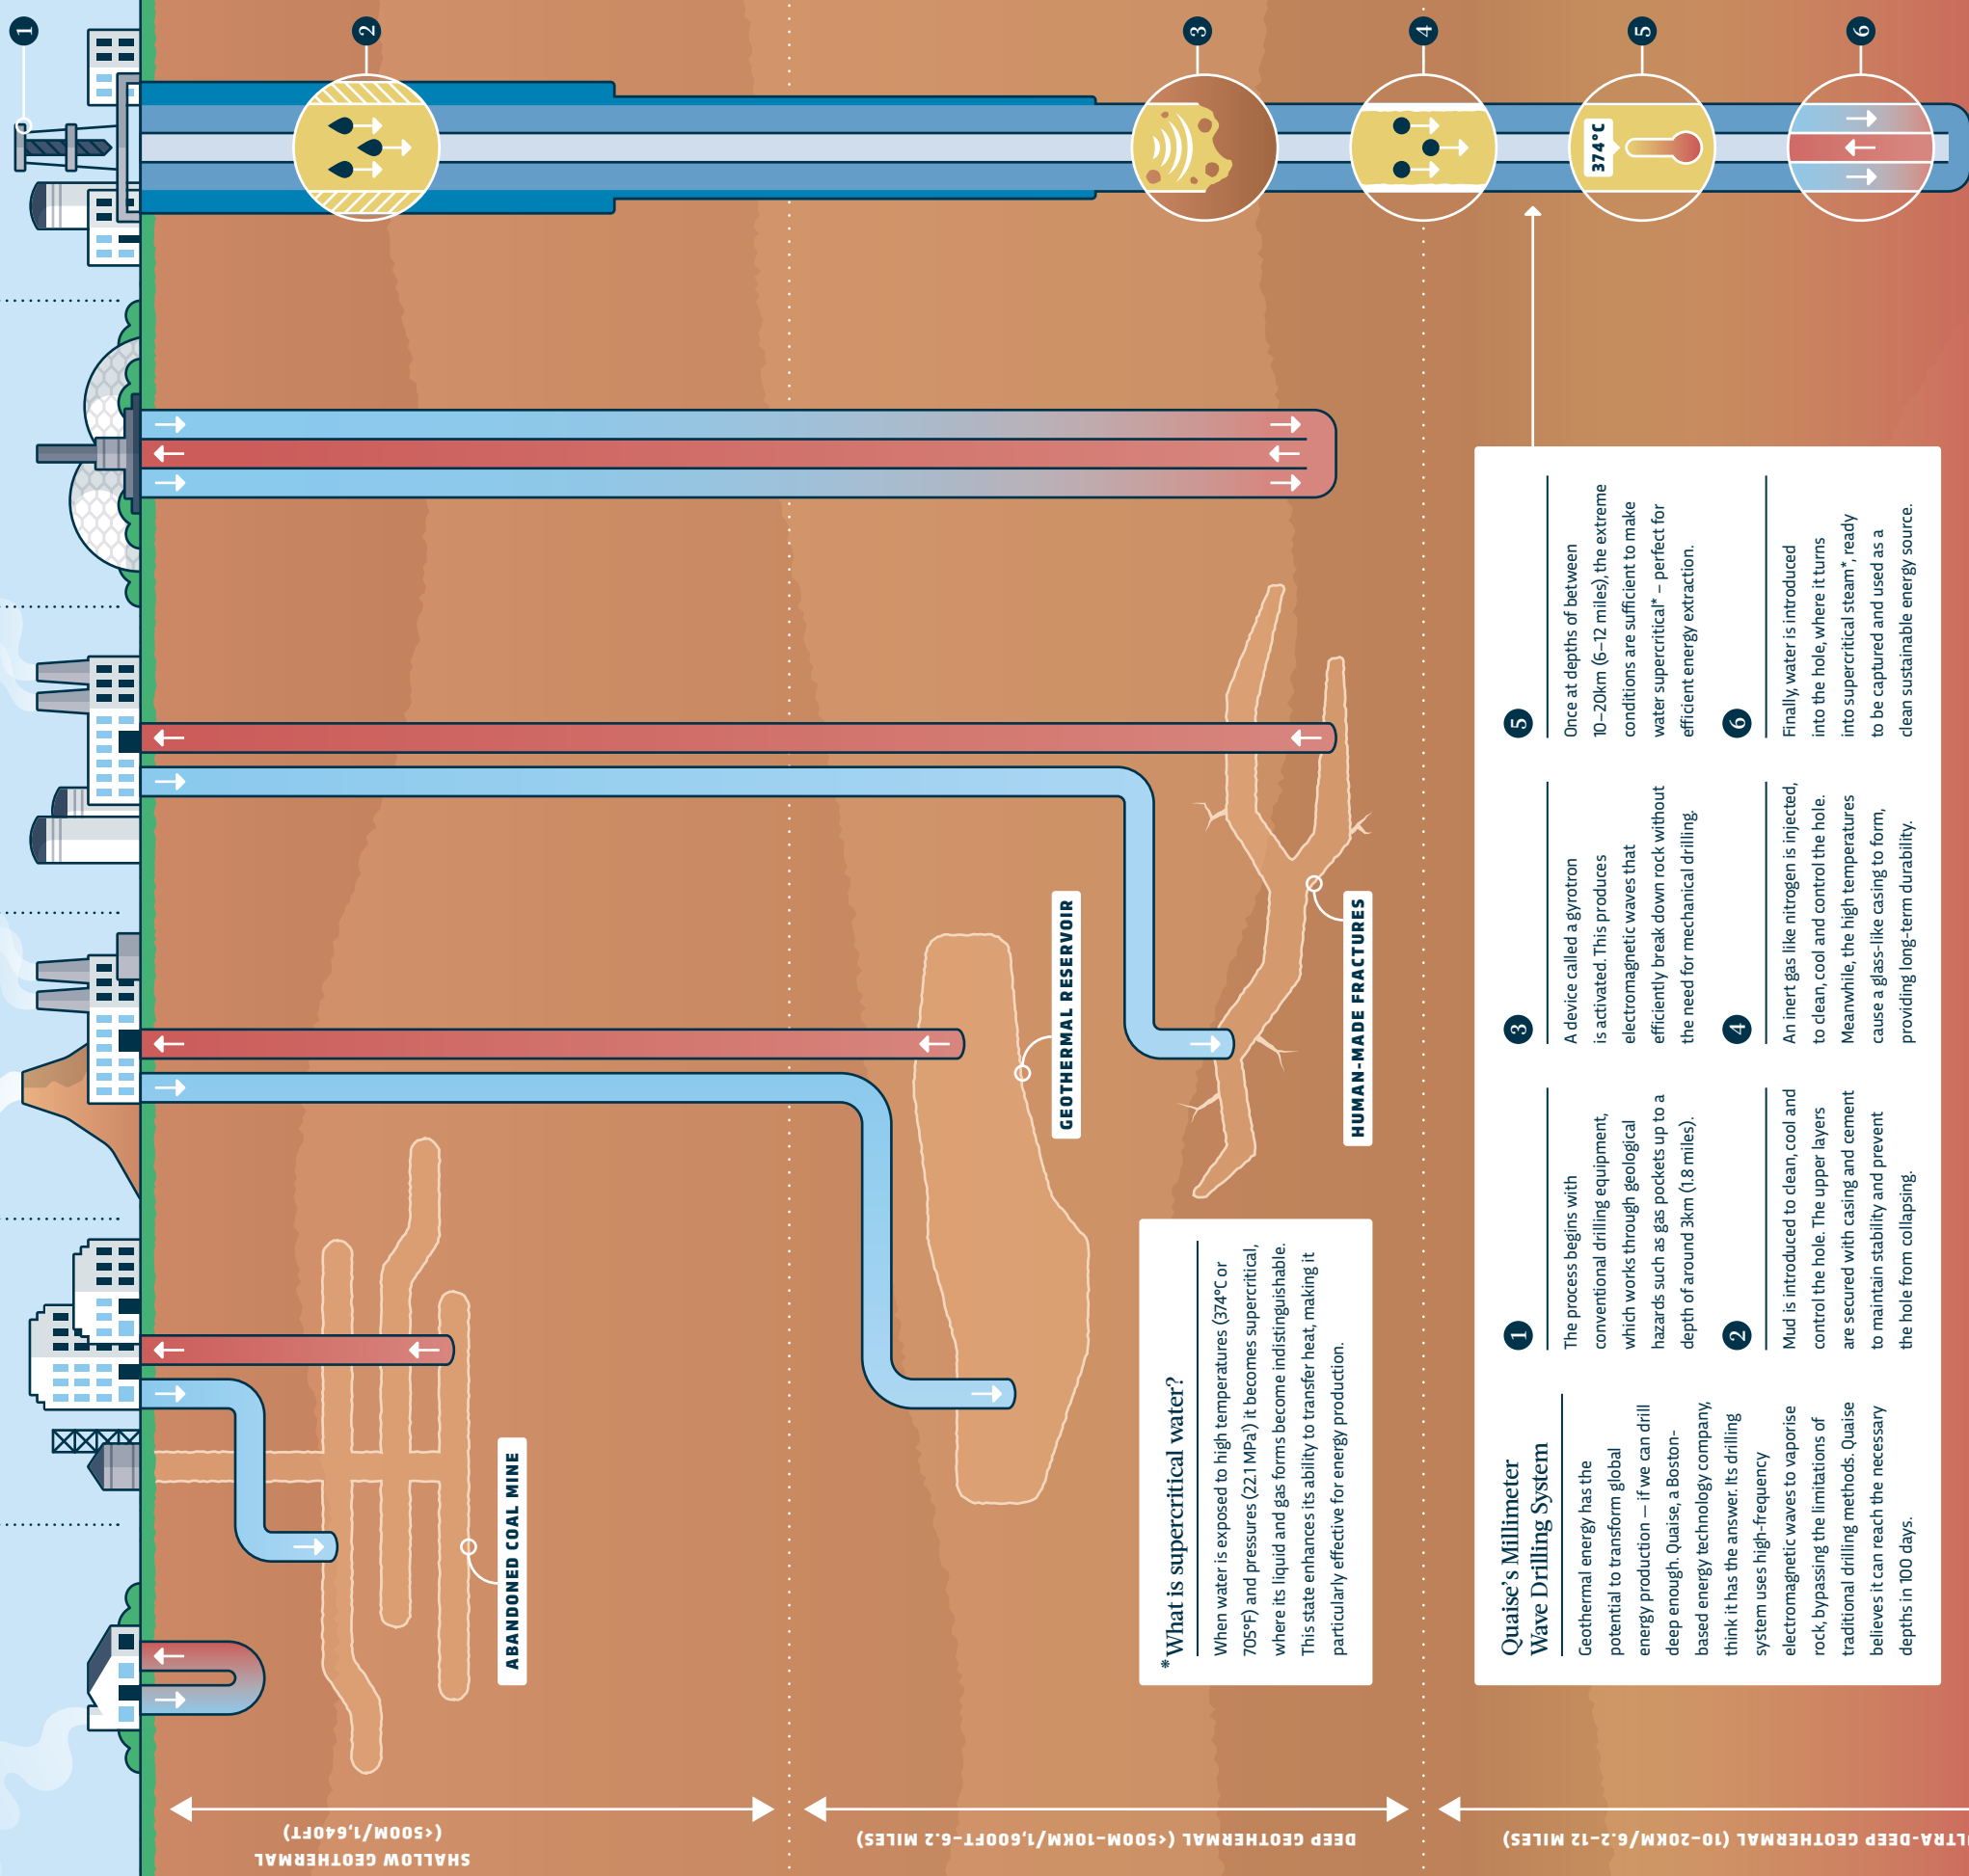 1
2
3
4
5
6
374°C
SHALLOW GEOTHERMAL
(<500M/1,640FT)
DEEP GEOTHERMAL (<500M–10KM/1,600FT–6.2 MILES)
ULTRA-DEEP GEOTHERMAL (10–20KM/6.2–12 MILES)
ABANDONED COAL MINE
GEOTHERMAL RESERVOIR
HUMAN-MADE FRACTURES
*What is supercritical water?
When water is exposed to high temperatures (374°C or
705°F) and pressures (22.1 MPa¹) it becomes supercritical,
where its liquid and gas forms become indistinguishable.
This state enhances its ability to transfer heat, making it
particularly effective for energy production.
Quaise's Millimeter
Wave Drilling System
Geothermal energy has the
potential to transform global
energy production — if we can drill
deep enough. Quaise, a Boston-
based energy technology company,
think it has the answer. Its drilling
system uses high-frequency
electromagnetic waves to vaporise
rock, bypassing the limitations of
traditional drilling methods. Quaise
believes it can reach the necessary
depths in 100 days.
1
The process begins with
conventional drilling equipment,
which works through geological
hazards such as gas pockets up to a
depth of around 3km (1.8 miles).
2
Mud is introduced to clean, cool and
control the hole. The upper layers
are secured with casing and cement
to maintain stability and prevent
the hole from collapsing.
3
A device called a gyrotron
is activated. This produces
electromagnetic waves that
efficiently break down rock without
the need for mechanical drilling.
4
An inert gas like nitrogen is injected,
to clean, cool and control the hole.
Meanwhile, the high temperatures
cause a glass-like casing to form,
providing long-term durability.
5
Once at depths of between
10–20km (6–12 miles), the extreme
conditions are sufficient to make
water supercritical* – perfect for
efficient energy extraction.
6
Finally, water is introduced
into the hole, where it turns
into supercritical steam*, ready
to be captured and used as a
clean sustainable energy source.